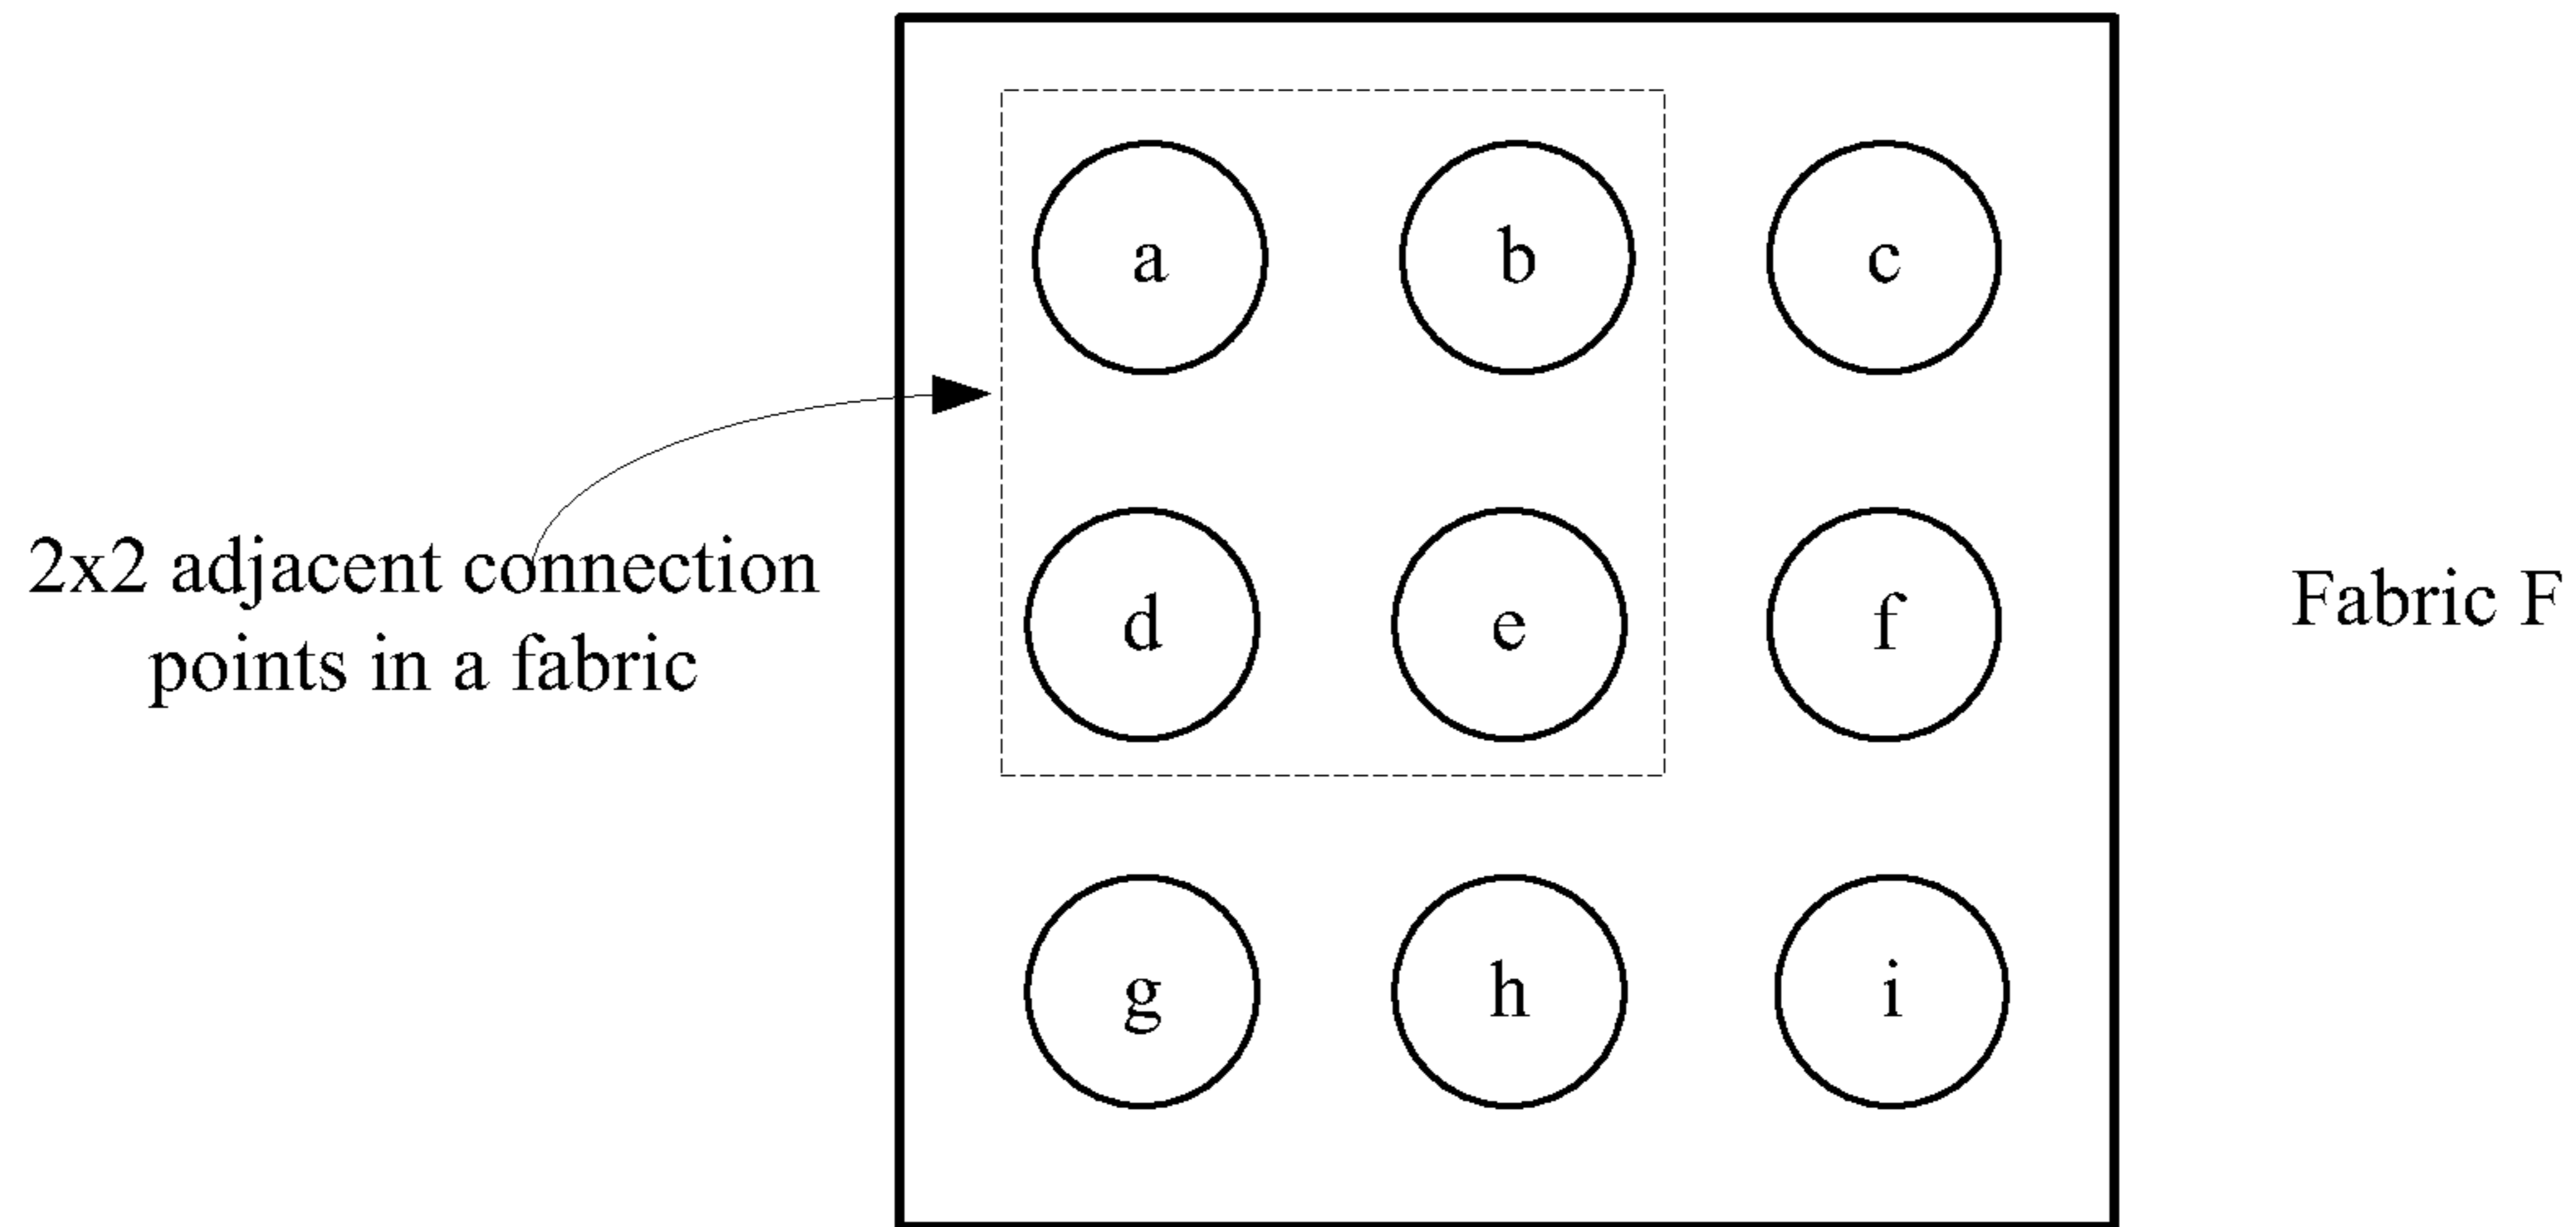 a b c
2x2 adjacent connection
points in a fabric
d e f
Fabric F
g h i